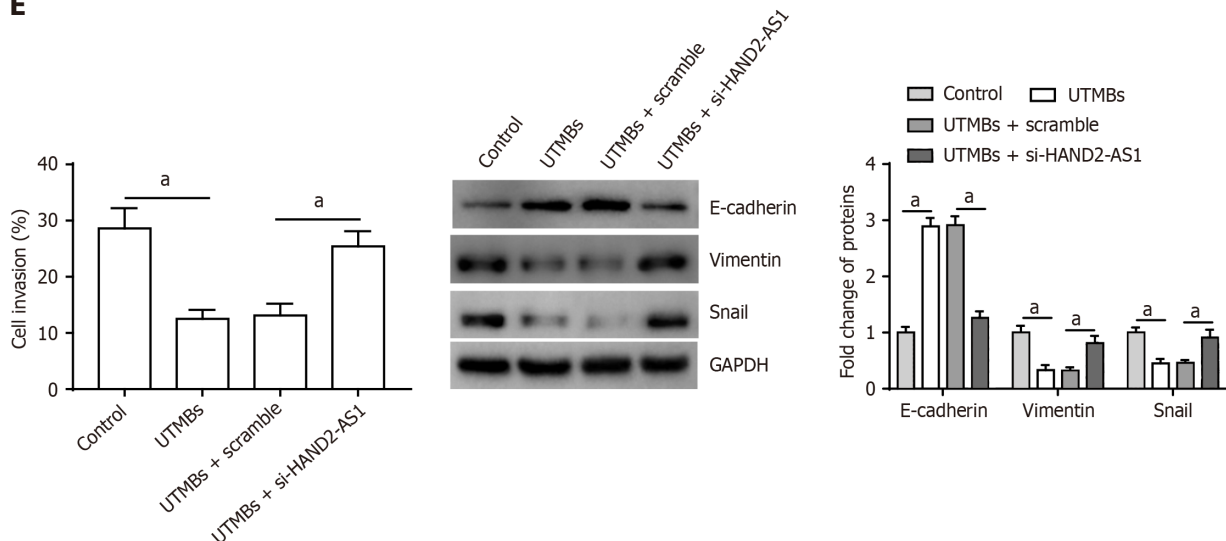 E
Cell invasion (%)
40
30
20
10
0
a
a
Control
UTMBs
UTMBs + scramble
UTMBs + si-HAND2-AS1
Control
UTMBs
UTMBs + scramble
UTMBs + si-HAND2-AS1
E-cadherin
Vimentin
Snail
GAPDH
Control
UTMBs
UTMBs + scramble
UTMBs + si-HAND2-AS1
Fold change of proteins
4
3
2
1
0
a
a
a
a
a
a
E-cadherin
Vimentin
Snail